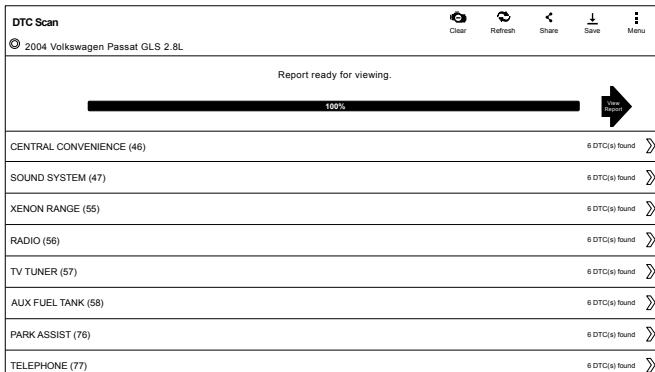 DTC Scan
Clear Refresh Share Save Menu
2004 Volkswagen Passat GLS 2.8L
Report ready for viewing.
100%
View
Report
CENTRAL CONVENIENCE (46) 6 DTC(s) found
SOUND SYSTEM (47) 6 DTC(s) found
XENON RANGE (55) 6 DTC(s) found
RADIO (56) 6 DTC(s) found
TV TUNER (57) 6 DTC(s) found
AUX FUEL TANK (58) 6 DTC(s) found
PARK ASSIST (76) 6 DTC(s) found
TELEPHONE (77) 6 DTC(s) found